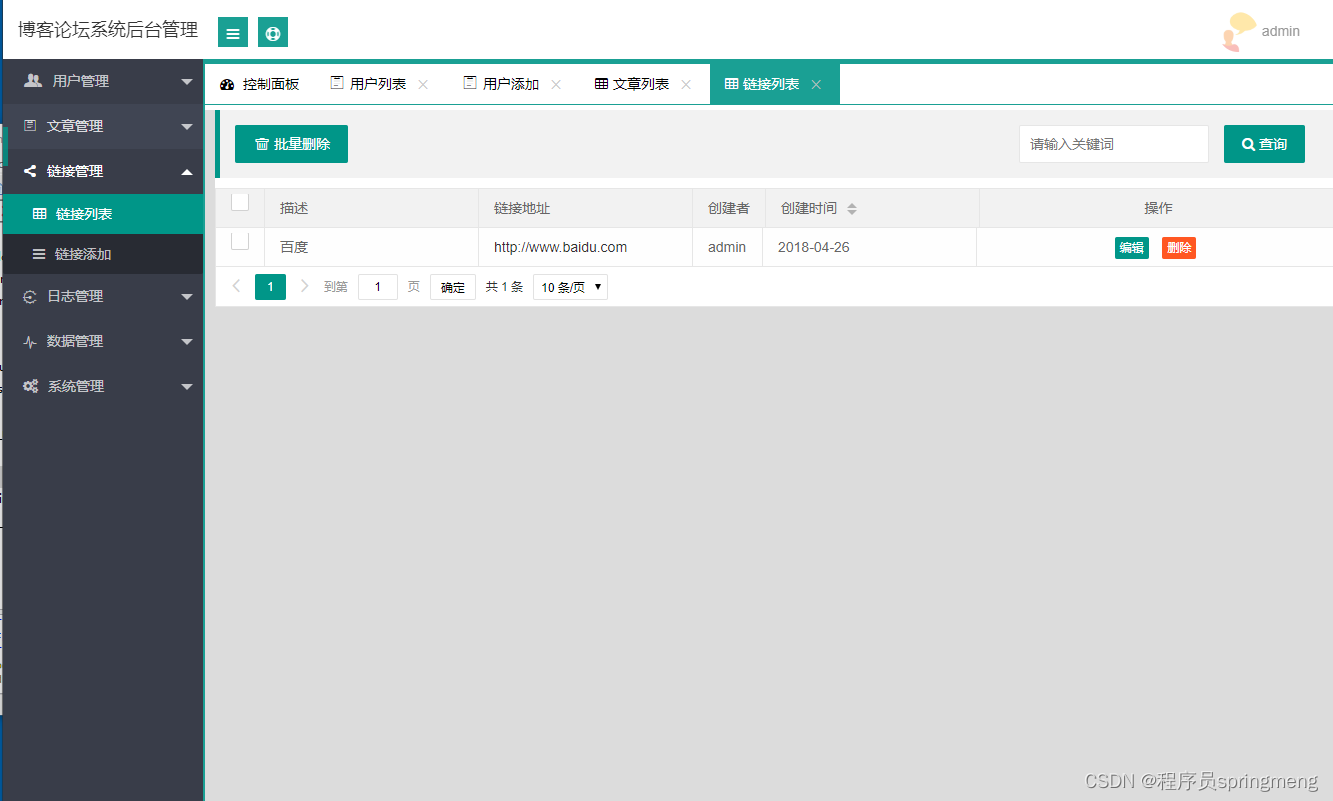 博客论坛系统后台管理
admin
用户管理
文章管理
链接管理
链接列表
链接添加
日志管理
数据管理
系统管理
控制面板 用户列表 用户添加 文章列表 链接列表
批量删除 请输入关键词 查询
描述 链接地址 创建者 创建时间 操作
百度 http://www.baidu.com admin 2018-04-26 编辑 删除
1 到第 1 页 确定 共 1 条 10 条/页
CSDN @程序员springmeng